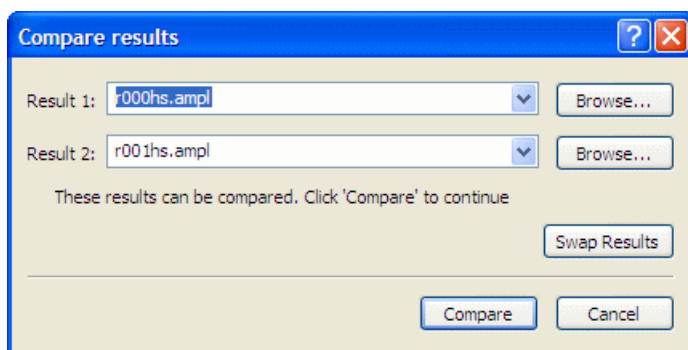 Compare results
?
Result 1: r000hs.ampl Browse...
Result 2: r001hs.ampl Browse...
These results can be compared. Click 'Compare' to continue
Swap Results
Compare Cancel